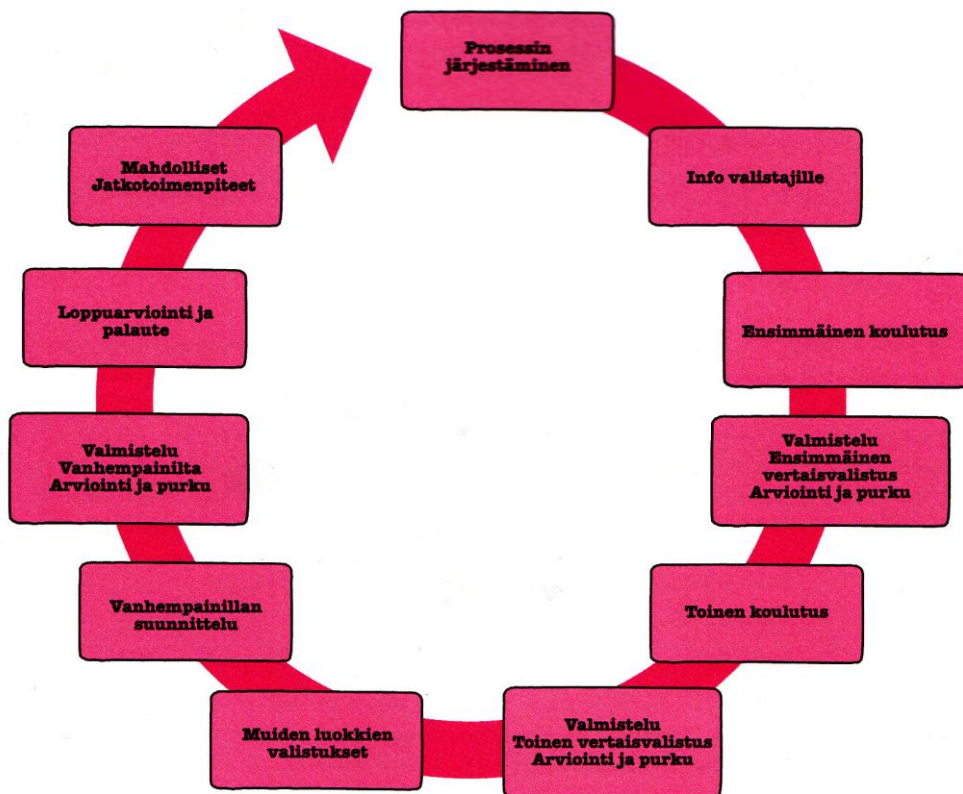 Prosessin
järjestäminen
Info valistajille
Ensimmäinen koulutus
Valmistelu
Ensimmäinen
vertaisvalistus
Arviointi ja purku
Toinen koulutus
Valmistelu
Toinen vertaisvalistus
Arviointi ja purku
Muiden luokkien
valistukset
Vanhempainillan
suunnittelu
Valmistelu
Vanhempainilta
Arviointi ja purku
Loppuarviointi ja
palaute
Mahdolliset
Jatkotoimenpiteet